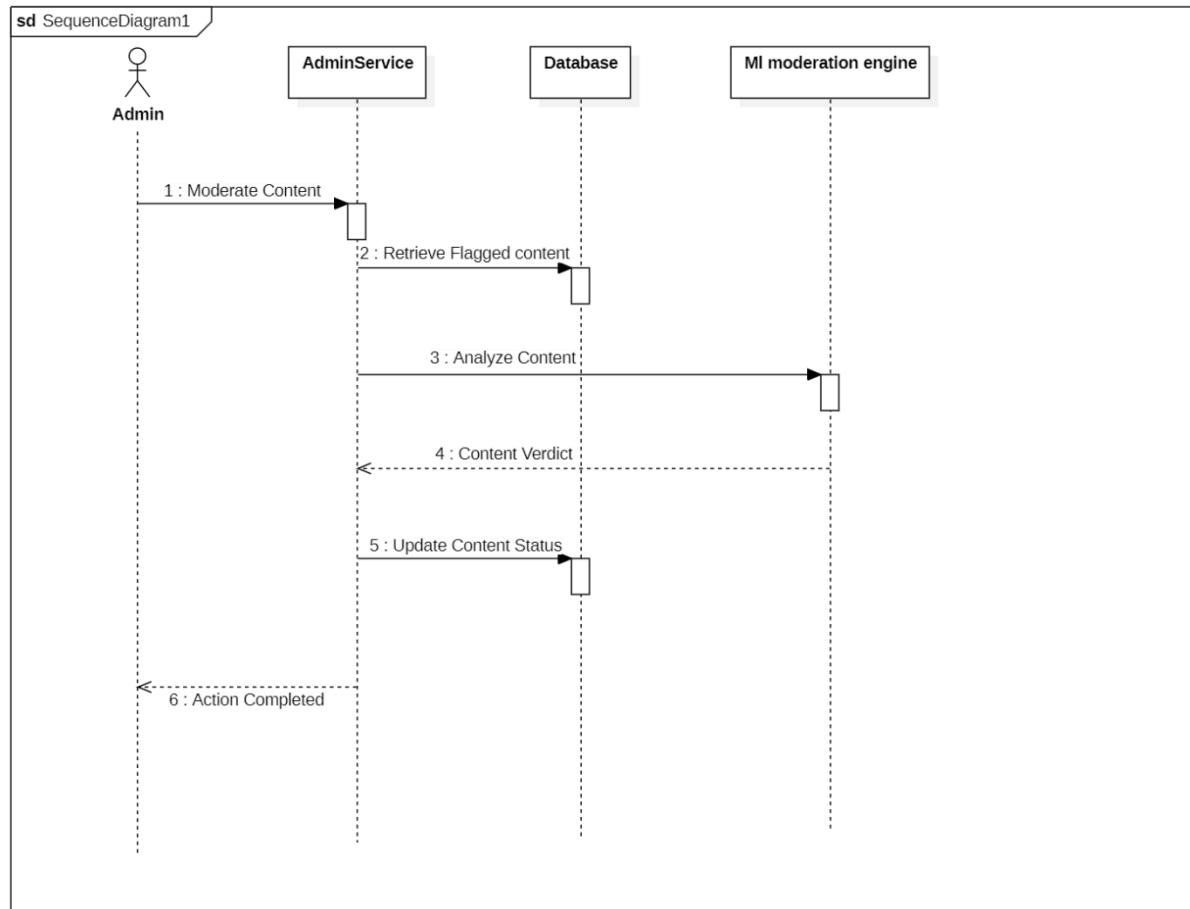 sd SequenceDiagram1
Admin
AdminService
Database
Ml moderation engine
1 : Moderate Content
2 : Retrieve Flagged content
3 : Analyze Content
4 : Content Verdict
5 : Update Content Status
6 : Action Completed